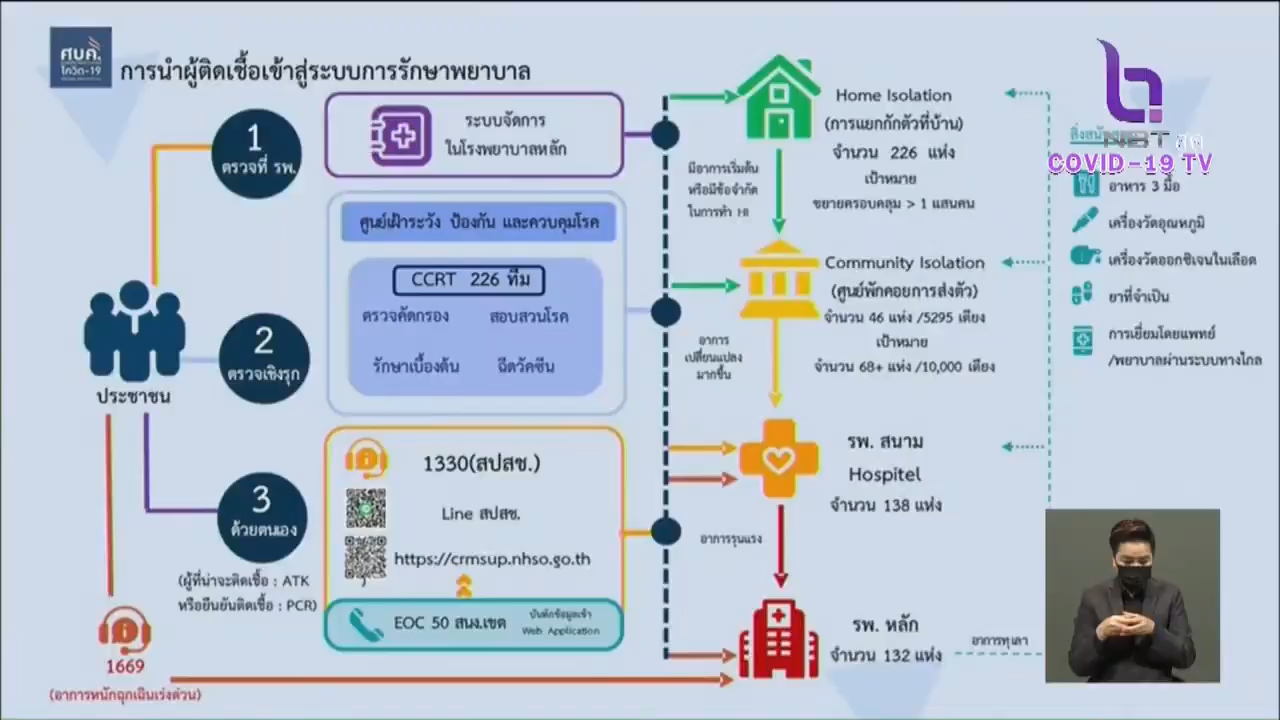 ศบค.
โควิด-19
การนำผู้ติดเชื้อเข้าสู่ระบบการรักษาพยาบาล
NBT สด
COVID-19 TV
1
ตรวจที่ รพ.
ระบบจัดการ
ในโรงพยาบาลหลัก
ศูนย์เฝ้าระวัง ป้องกัน และควบคุมโรค
CCRT 226 ทีม
ตรวจคัดกรอง สอบสวนโรค
รักษาเบื้องต้น ฉีดวัคซีน
ประชาชน
2
ตรวจเชิงรุก
3
ด้วยตนเอง
(ผู้ที่น่าจะติดเชื้อ : ATK
หรือยืนยันติดเชื้อ : PCR)
1330(สปสช.)
Line สปสช.
https://crmsup.nhso.go.th
EOC 50 สนง.เขต
บันทึกข้อมูลเข้า
Web Application
1669
(อาการหนักฉุกเฉินเร่งด่วน)
Home Isolation
(การแยกกักตัวที่บ้าน)
จำนวน 226 แห่ง
เป้าหมาย
ขยายครอบคลุม > 1 แสนคน
มีอาการเริ่มต้น
หรือมีข้อจำกัด
ในการทำ HI
Community Isolation
(ศูนย์พักคอยการส่งตัว)
จำนวน 46 แห่ง /5295 เตียง
เป้าหมาย
จำนวน 68+ แห่ง /10,000 เตียง
อาการ
เปลี่ยนแปลง
มากขึ้น
รพ. สนาม
Hospitel
จำนวน 138 แห่ง
อาการรุนแรง
รพ. หลัก
จำนวน 132 แห่ง
อาการทุเลา
อาหาร 3 มื้อ
เครื่องวัดอุณหภูมิ
เครื่องวัดออกซิเจนในเลือด
ยาที่จำเป็น
การเยี่ยมโดยแพทย์
/พยาบาลผ่านระบบทางไกล